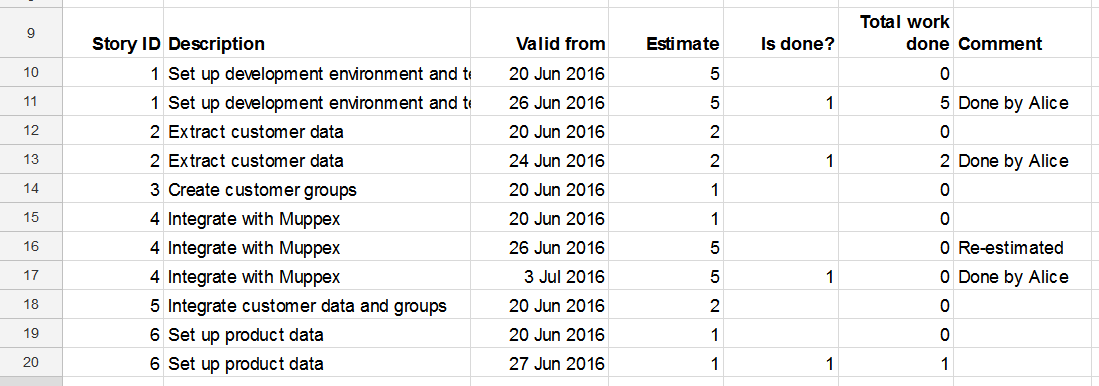 9 Story ID Description Valid from Estimate Is done? Total work done Comment
10 1 Set up development environment and te 20 Jun 2016 5 0
11 1 Set up development environment and te 26 Jun 2016 5 1 5 Done by Alice
12 2 Extract customer data 20 Jun 2016 2 0
13 2 Extract customer data 24 Jun 2016 2 1 2 Done by Alice
14 3 Create customer groups 20 Jun 2016 1 0
15 4 Integrate with Muppex 20 Jun 2016 1 0
16 4 Integrate with Muppex 26 Jun 2016 5 0 Re-estimated
17 4 Integrate with Muppex 3 Jul 2016 5 1 0 Done by Alice
18 5 Integrate customer data and groups 20 Jun 2016 2 0
19 6 Set up product data 20 Jun 2016 1 0
20 6 Set up product data 27 Jun 2016 1 1 1